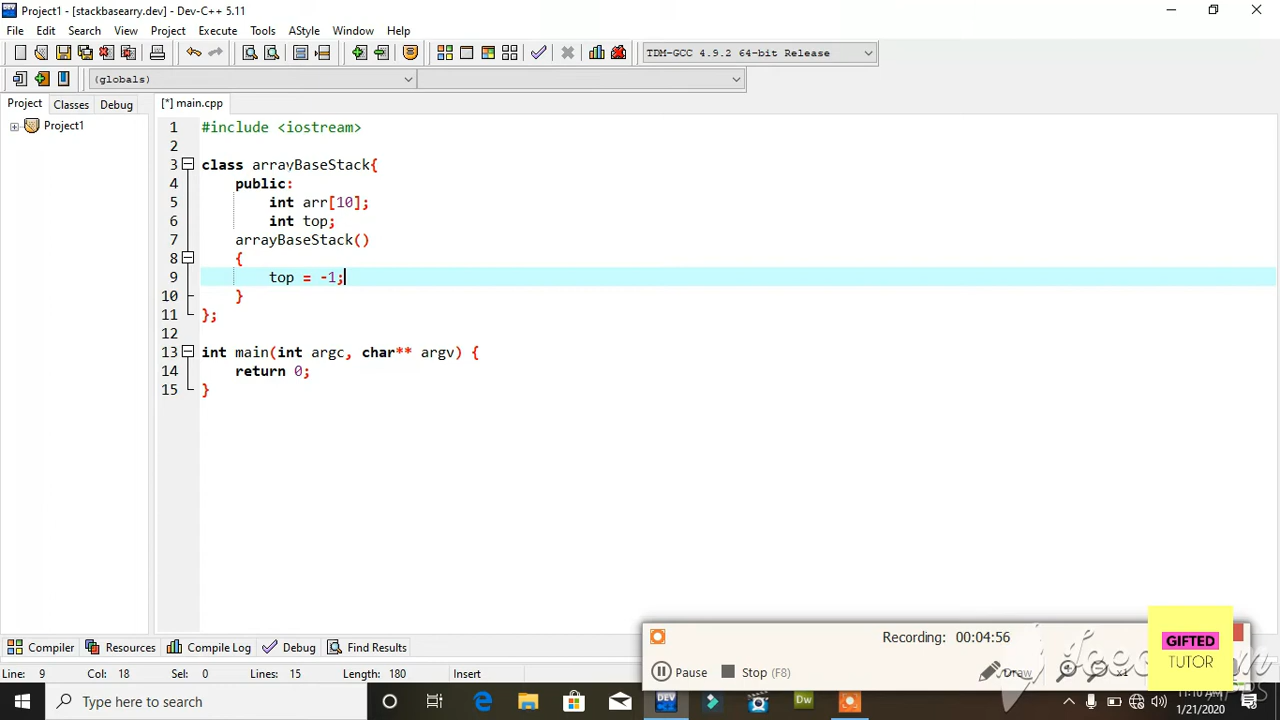 Project1 - [stackbasearry.dev] - Dev-C++ 5.11
File Edit Search View Project Execute Tools AStyle Window Help
TDM-GCC 4.9.2 64-bit Release
(globals)
Project Classes Debug [*] main.cpp
Project1
1 #include <iostream>
2
3 class arrayBaseStack{
4 public:
5 int arr[10];
6 int top;
7 arrayBaseStack()
8 {
9 top = -1;
10 }
11 };
12
13 int main(int argc, char** argv) {
14 return 0;
15 }
Recording: 00:04:56
Pause Stop (F8) Draw x1
GIFTED
TUTOR
Compiler Resources Compile Log Debug Find Results
Line: 9 Col: 18 Sel: 0 Lines: 15 Length: 180 Insert
Type here to search
DEV
Dw
11:10 AM
1/21/2020